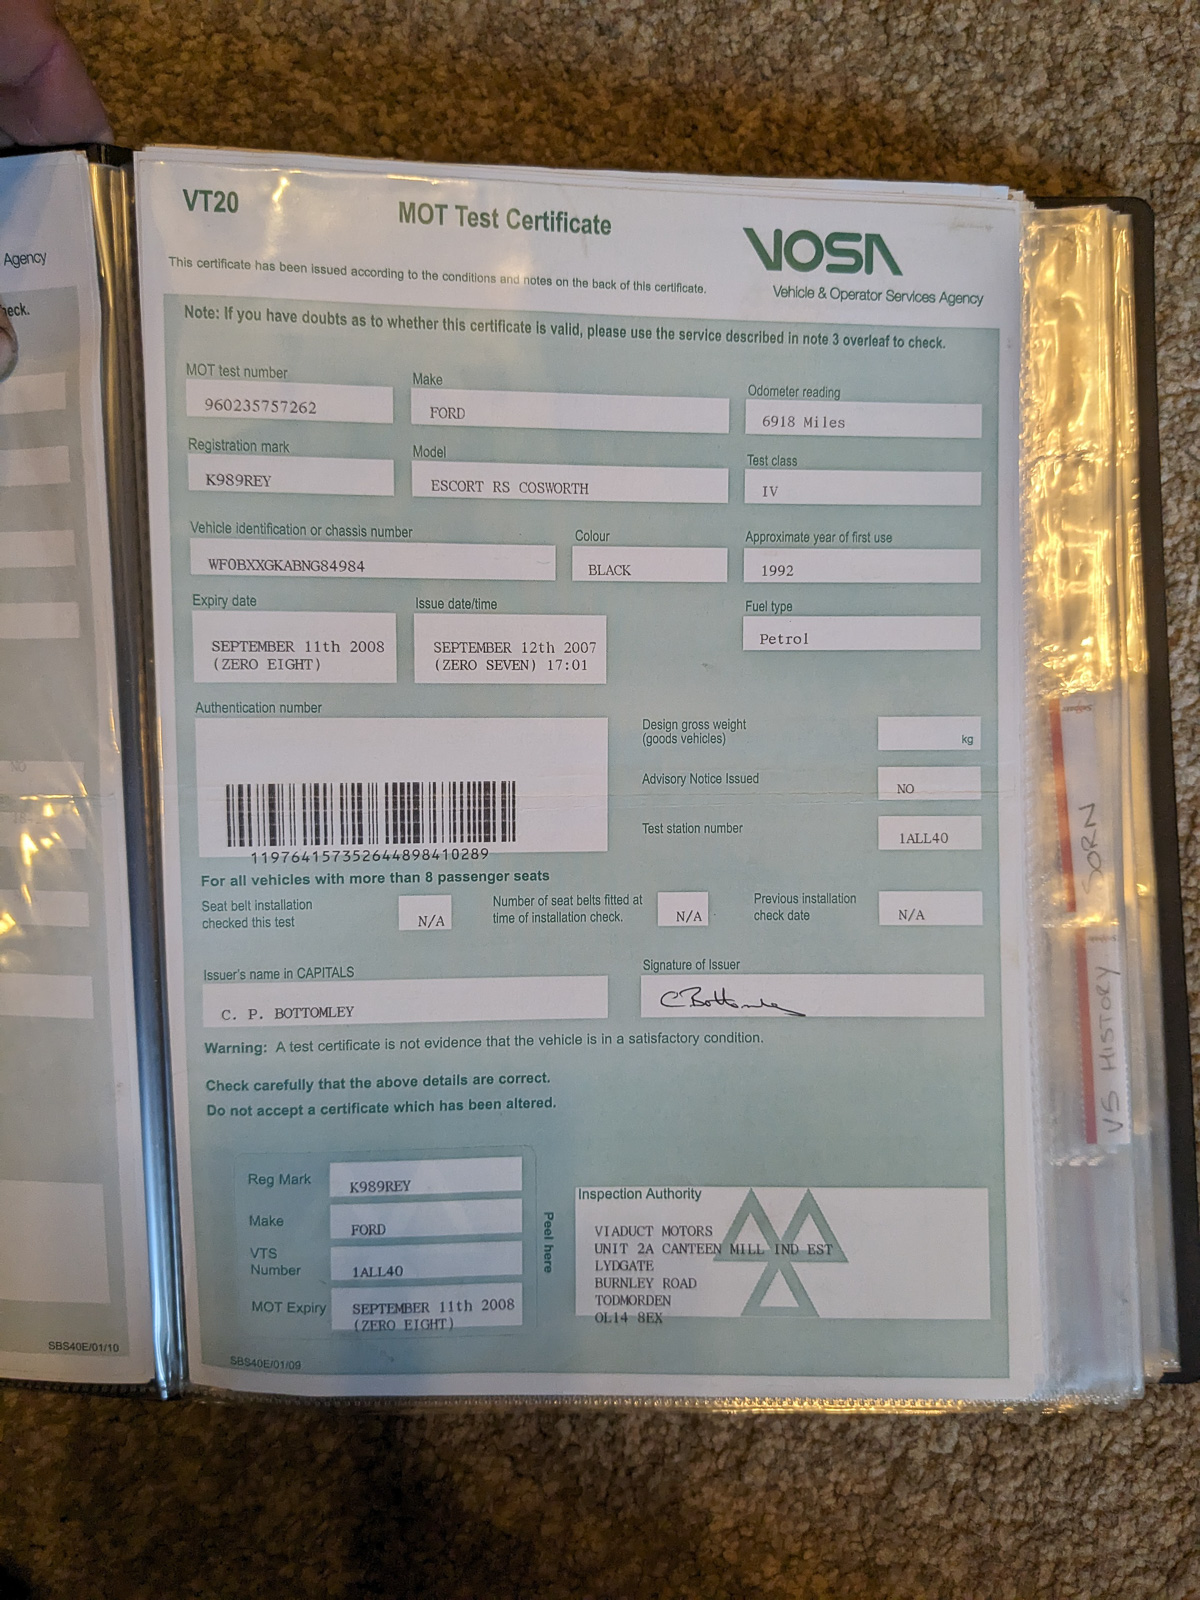 Agency
heck.
NO
SBS40E/01/10
VT20
MOT Test Certificate
VOSA
Vehicle & Operator Services Agency
This certificate has been issued according to the conditions and notes on the back of this certificate.
Note: If you have doubts as to whether this certificate is valid, please use the service described in note 3 overleaf to check.
MOT test number
960235757262
Make
FORD
Odometer reading
6918 Miles
Registration mark
K989REY
Model
ESCORT RS COSWORTH
Test class
IV
Vehicle identification or chassis number
WF0BXXGKABNG84984
Colour
BLACK
Approximate year of first use
1992
Expiry date
SEPTEMBER 11th 2008
(ZERO EIGHT)
Issue date/time
SEPTEMBER 12th 2007
(ZERO SEVEN) 17:01
Fuel type
Petrol
Authentication number
119764157352644898410289
Design gross weight
(goods vehicles)
kg
Advisory Notice Issued
NO
Test station number
1ALL40
For all vehicles with more than 8 passenger seats
Seat belt installation
checked this test
N/A
Number of seat belts fitted at
time of installation check.
N/A
Previous installation
check date
N/A
Issuer's name in CAPITALS
C. P. BOTTOMLEY
Signature of Issuer
C Bottomley
Warning: A test certificate is not evidence that the vehicle is in a satisfactory condition.
Check carefully that the above details are correct.
Do not accept a certificate which has been altered.
Reg Mark
K989REY
Make
FORD
VTS
Number
1ALL40
MOT Expiry
SEPTEMBER 11th 2008
(ZERO EIGHT)
Peel here
Inspection Authority
VIADUCT MOTORS
UNIT 2A CANTEEN MILL IND EST
LYDGATE
BURNLEY ROAD
TODMORDEN
OL14 8EX
SBS40E/01/09
SORN
V5 HISTORY